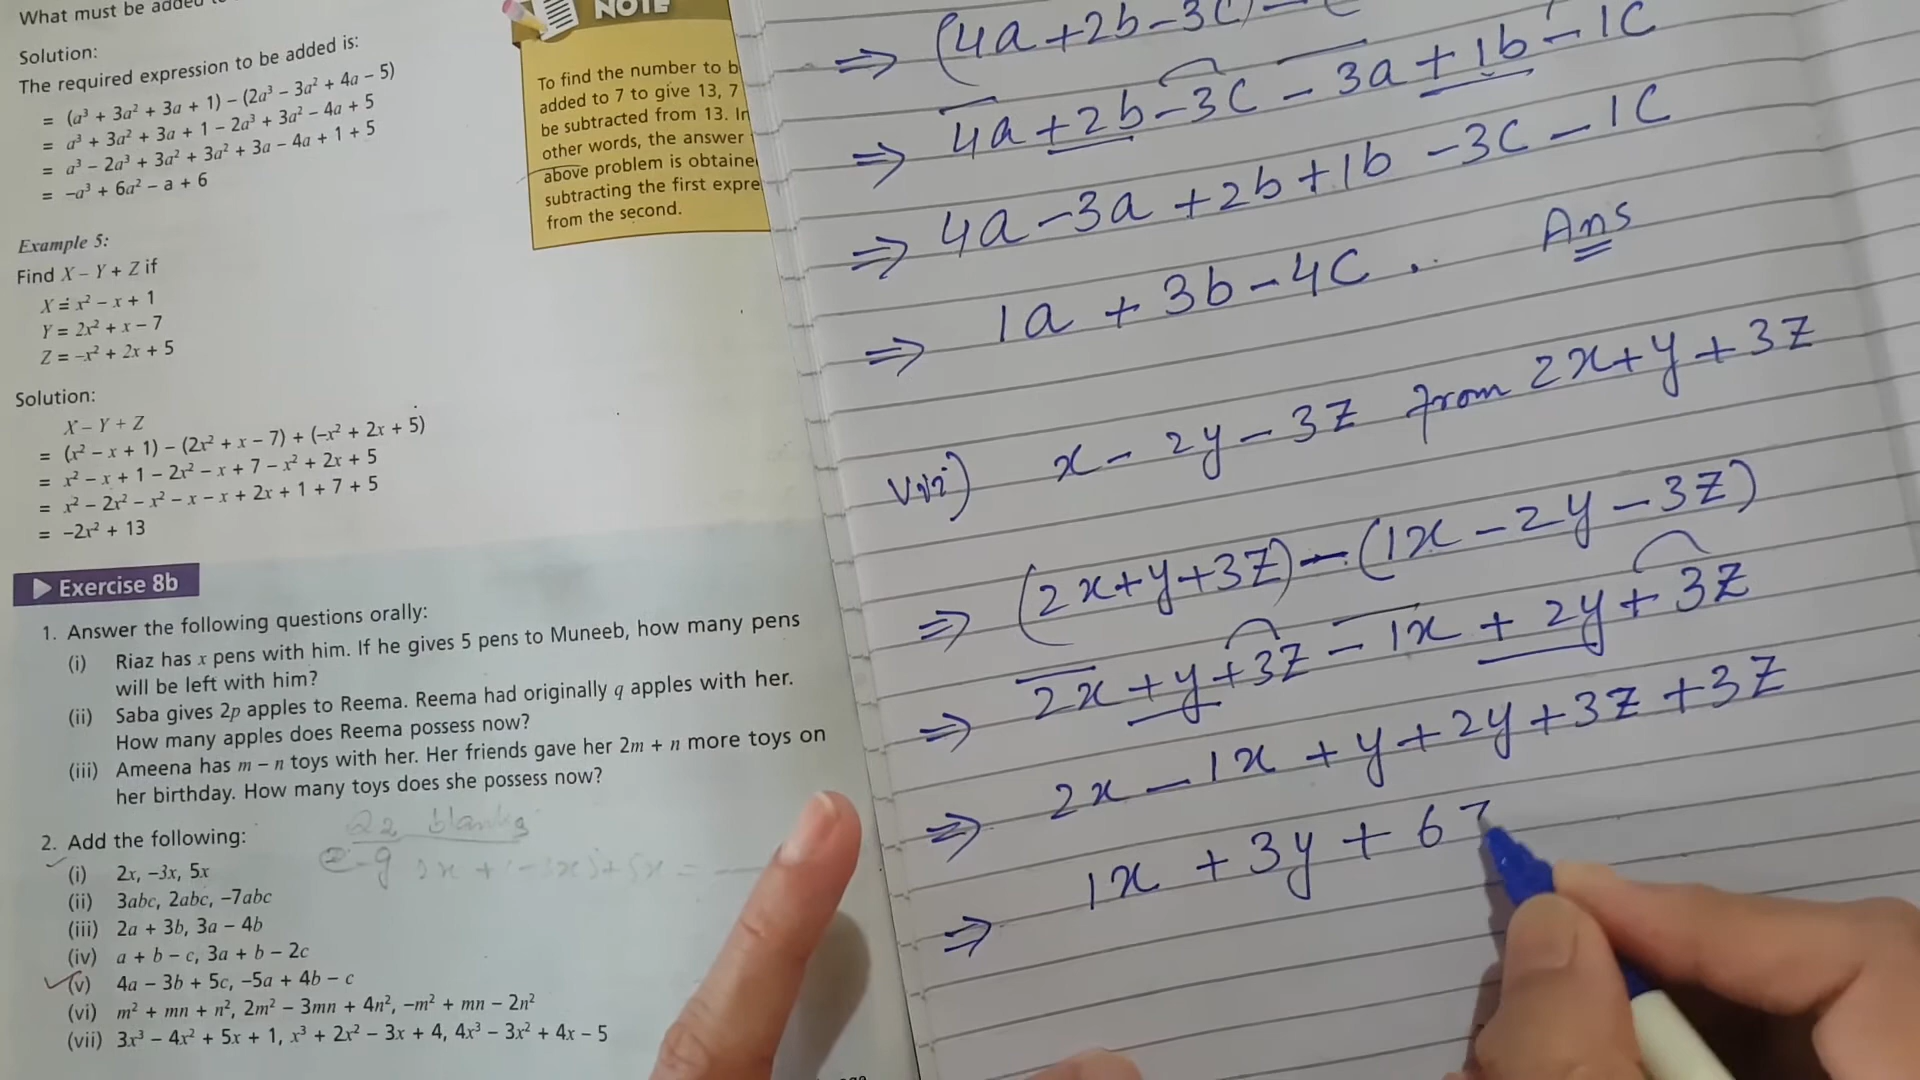 What must be added
Solution:
The required expression to be added is:
= (a³ + 3a² + 3a + 1) – (2a³ – 3a² + 4a – 5)
= a³ + 3a² + 3a + 1 – 2a³ + 3a² – 4a + 5
= a³ – 2a³ + 3a² + 3a² + 3a – 4a + 1 + 5
= –a³ + 6a² – a + 6
Example 5:
Find X – Y + Z if
X = x² – x + 1
Y = 2x² + x – 7
Z = –x² + 2x + 5
Solution:
X – Y + Z
= (x² – x + 1) – (2x² + x – 7) + (–x² + 2x + 5)
= x² – x + 1 – 2x² – x + 7 – x² + 2x + 5
= x² – 2x² – x² – x – x + 2x + 1 + 7 + 5
= –2x² + 13
NOTE
To find the number to b
added to 7 to give 13, 7
be subtracted from 13. In
other words, the answer
above problem is obtaine
subtracting the first expre
from the second.
Exercise 8b
1. Answer the following questions orally:
(i) Riaz has x pens with him. If he gives 5 pens to Muneeb, how many pens
will be left with him?
(ii) Saba gives 2p apples to Reema. Reema had originally q apples with her.
How many apples does Reema possess now?
(iii) Ameena has m – n toys with her. Her friends gave her 2m + n more toys on
her birthday. How many toys does she possess now?
2. Add the following:
blanks
(i) 2x, –3x, 5x
(ii) 3abc, 2abc, –7abc
(iii) 2a + 3b, 3a – 4b
(iv) a + b – c, 3a + b – 2c
(v) 4a – 3b + 5c, –5a + 4b – c
(vi) m² + mn + n², 2m² – 3mn + 4n², –m² + mn – 2n²
(vii) 3x³ – 4x² + 5x + 1, x³ + 2x² – 3x + 4, 4x³ – 3x² + 4x – 5
⇒ (4a+2b-3c) - (
⇒ 4a+2b-3c - 3a+1b-1c
⇒ 4a-3a+2b+1b-3c-1c
⇒ 1a + 3b-4c. Ans
x - 2y - 3z from 2x+y+3z
⇒ (2x+y+3z) - (1x-2y-3z)
⇒ 2x+y+3z-1x+2y+3z
⇒ 2x-1x+y+2y+3z+3z
⇒ 1x + 3y + 6z